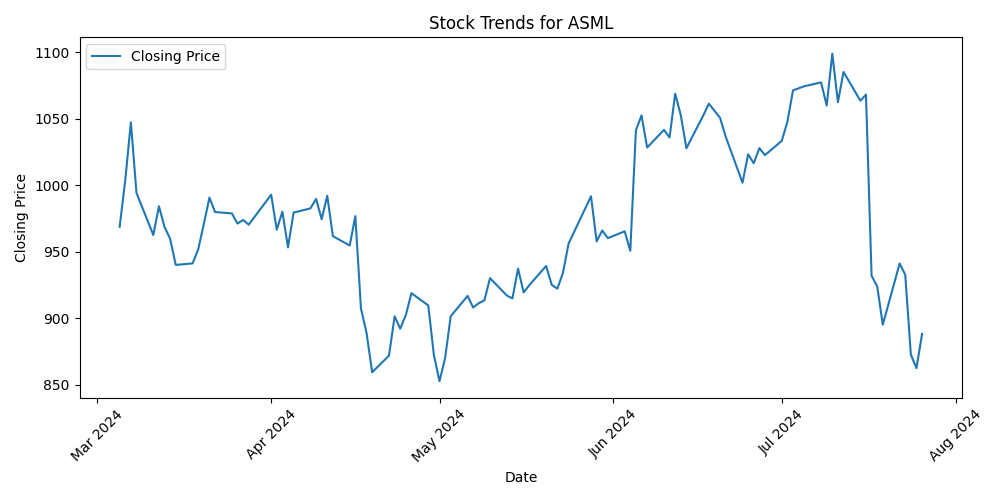 Stock Trends for ASML
Closing Price
1100
1050
1000
950
900
850
Closing Price
Mar 2024
Apr 2024
May 2024
Jun 2024
Jul 2024
Aug 2024
Date